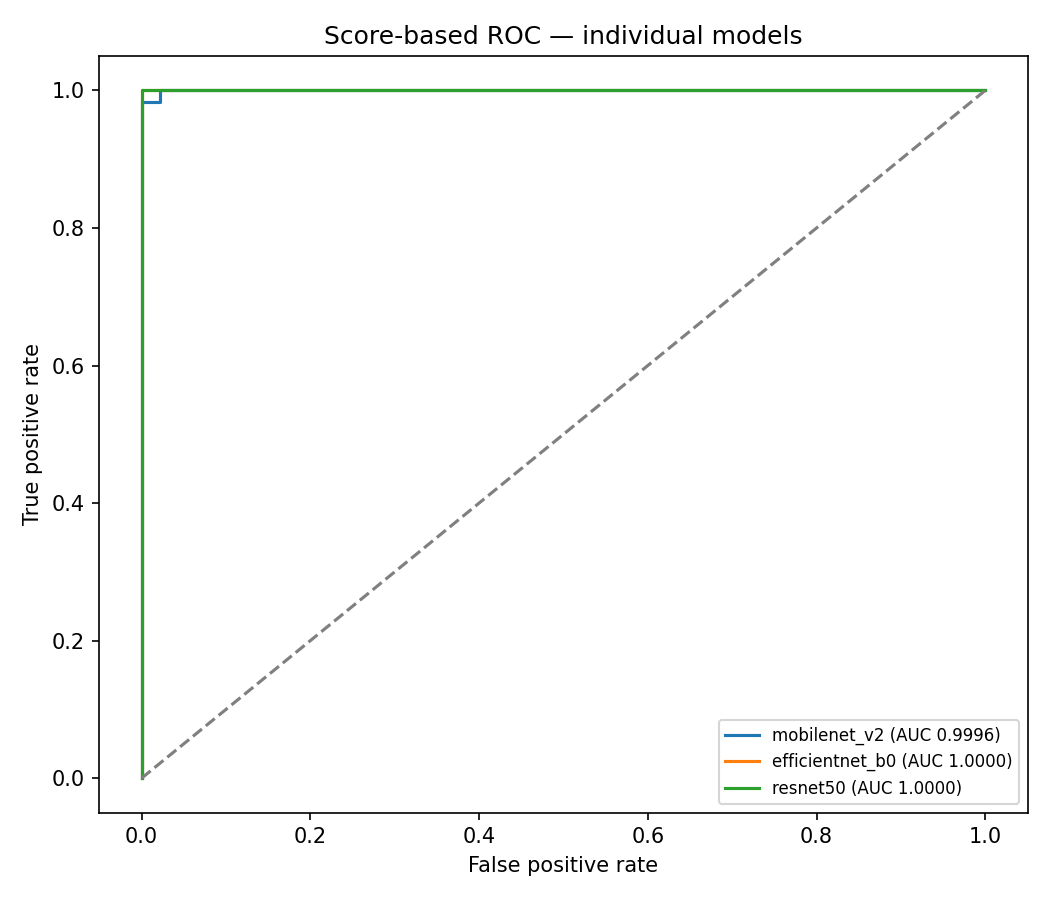 Score-based ROC — individual models
True positive rate
1.0
0.8
0.6
0.4
0.2
0.0
mobilenet_v2 (AUC 0.9996)
efficientnet_b0 (AUC 1.0000)
resnet50 (AUC 1.0000)
0.0 0.2 0.4 0.6 0.8 1.0
False positive rate